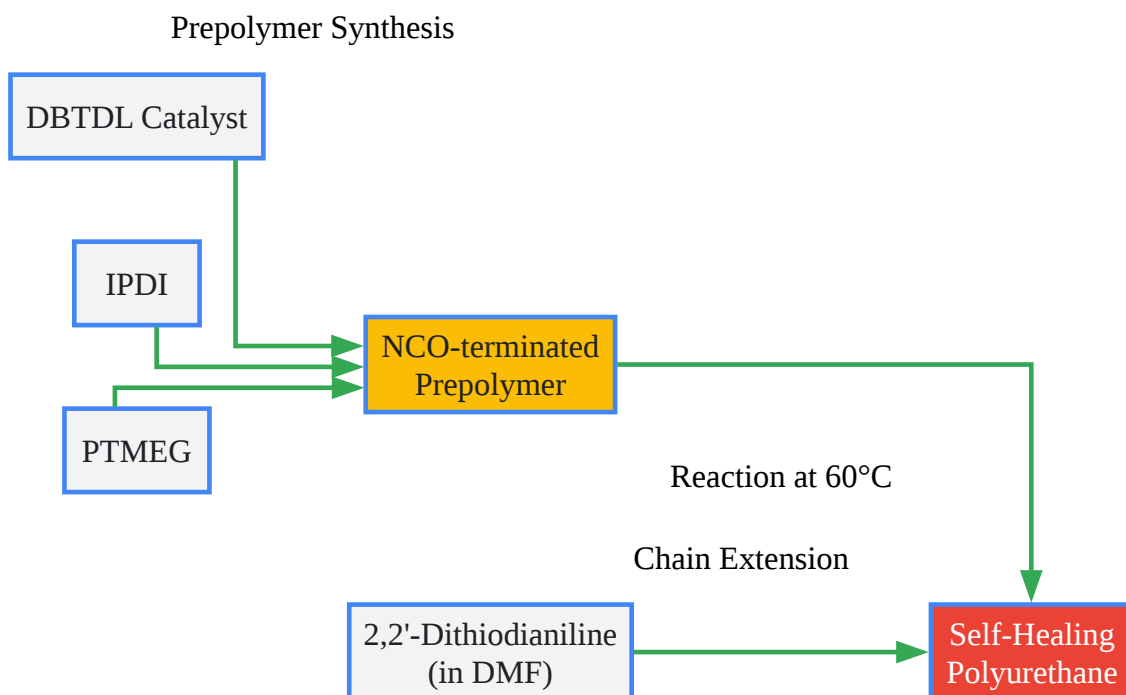 Prepolymer Synthesis
DBTDL Catalyst
IPDI
NCO-terminated
Prepolymer
PTMEG
Reaction at 60°C
Chain Extension
2,2'-Dithiodianiline
(in DMF)
Self-Healing
Polyurethane